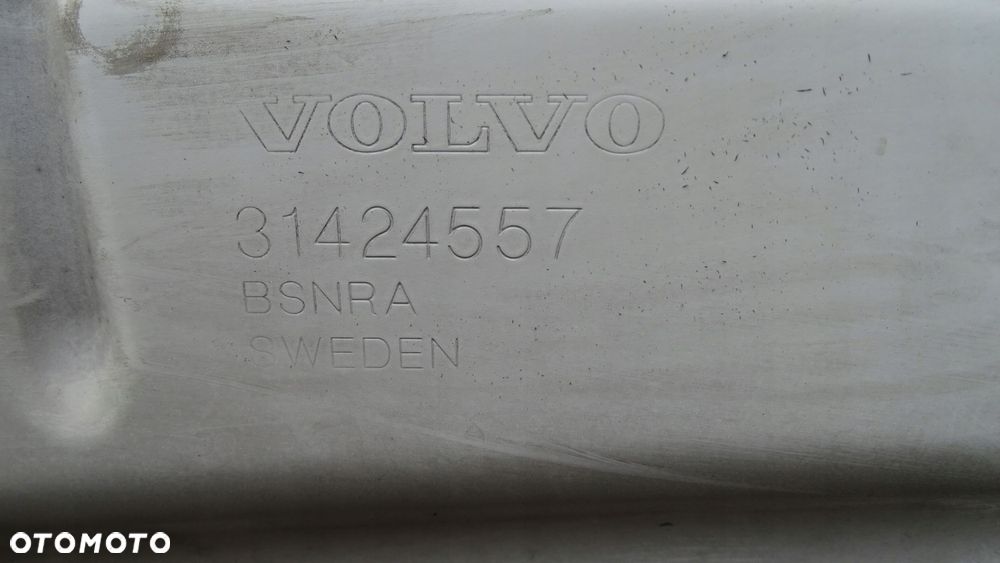 VOLVO
31424557
BSNRA
SWEDEN
OTOMOTO